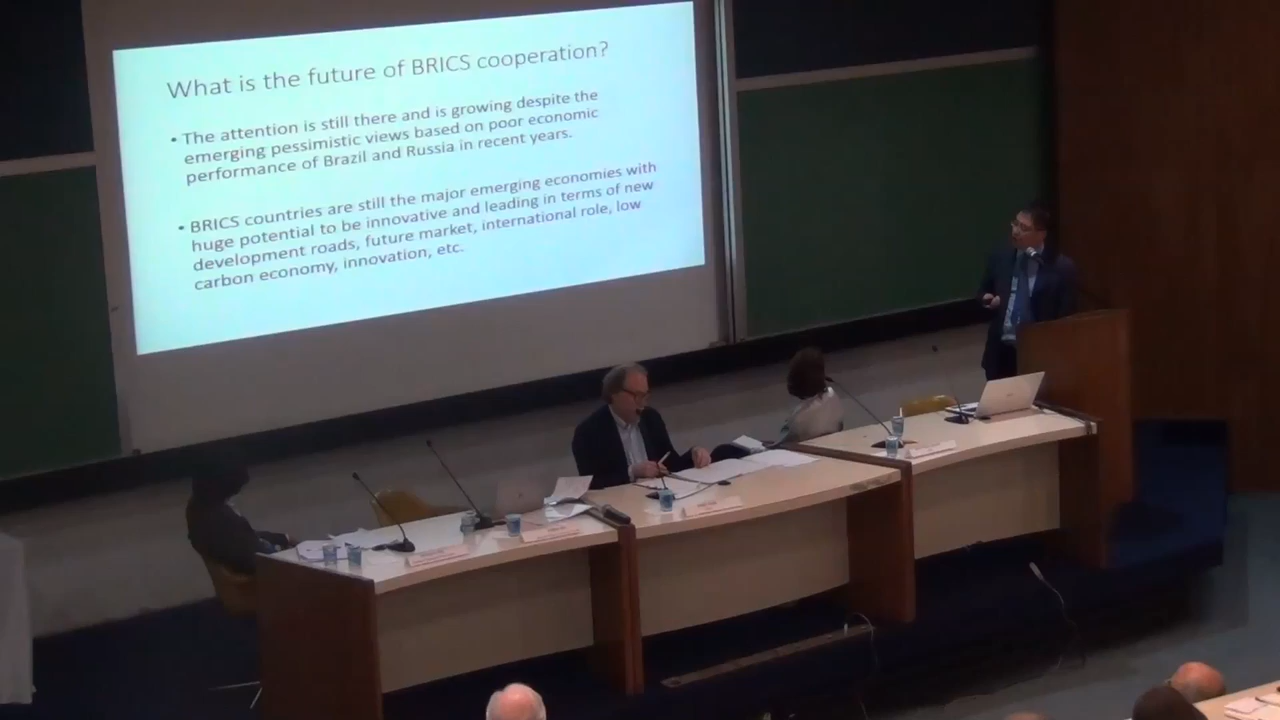 What is the future of BRICS cooperation?
• The attention is still there and is growing despite the
emerging pessimistic views based on poor economic
performance of Brazil and Russia in recent years.
• BRICS countries are still the major emerging economies with
huge potential to be innovative and leading in terms of new
development roads, future market, international role, low
carbon economy, innovation, etc.